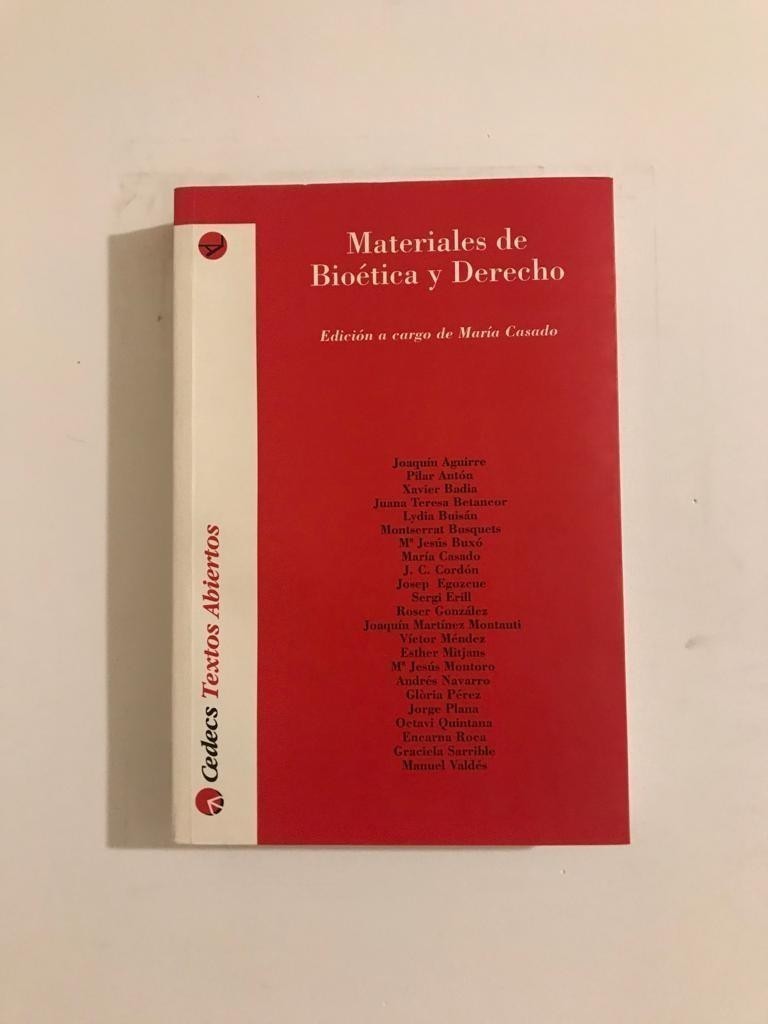 Materiales de
Bioética y Derecho
Edición a cargo de María Casado
Joaquín Aguirre
Pilar Antón
Xavier Badia
Juana Teresa Betancor
Lydia Buisán
Montserrat Busquets
Mª Jesús Buxó
María Casado
J. C. Cordón
Josep Egozcue
Sergi Erill
Roser González
Joaquín Martínez Montauti
Víctor Méndez
Esther Mitjans
Mª Jesús Montoro
Andrés Navarro
Glòria Pérez
Jorge Plana
Octavi Quintana
Encarna Roca
Graciela Sarrible
Manuel Valdés
Cedecs Textos Abiertos